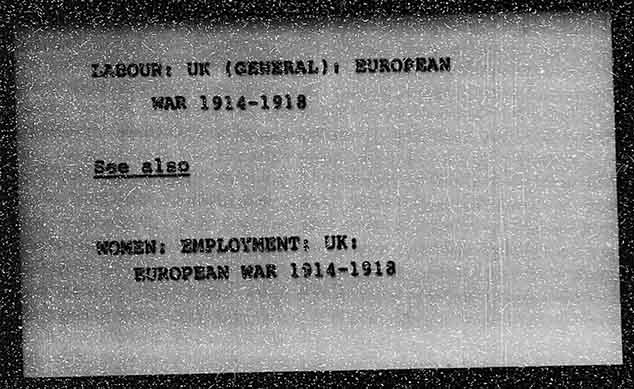 LABOUR: UK (GENERAL): EUROPEAN
WAR 1914-1918
See also
WOMEN: EMPLOYMENT: UK:
EUROPEAN WAR 1914-1918